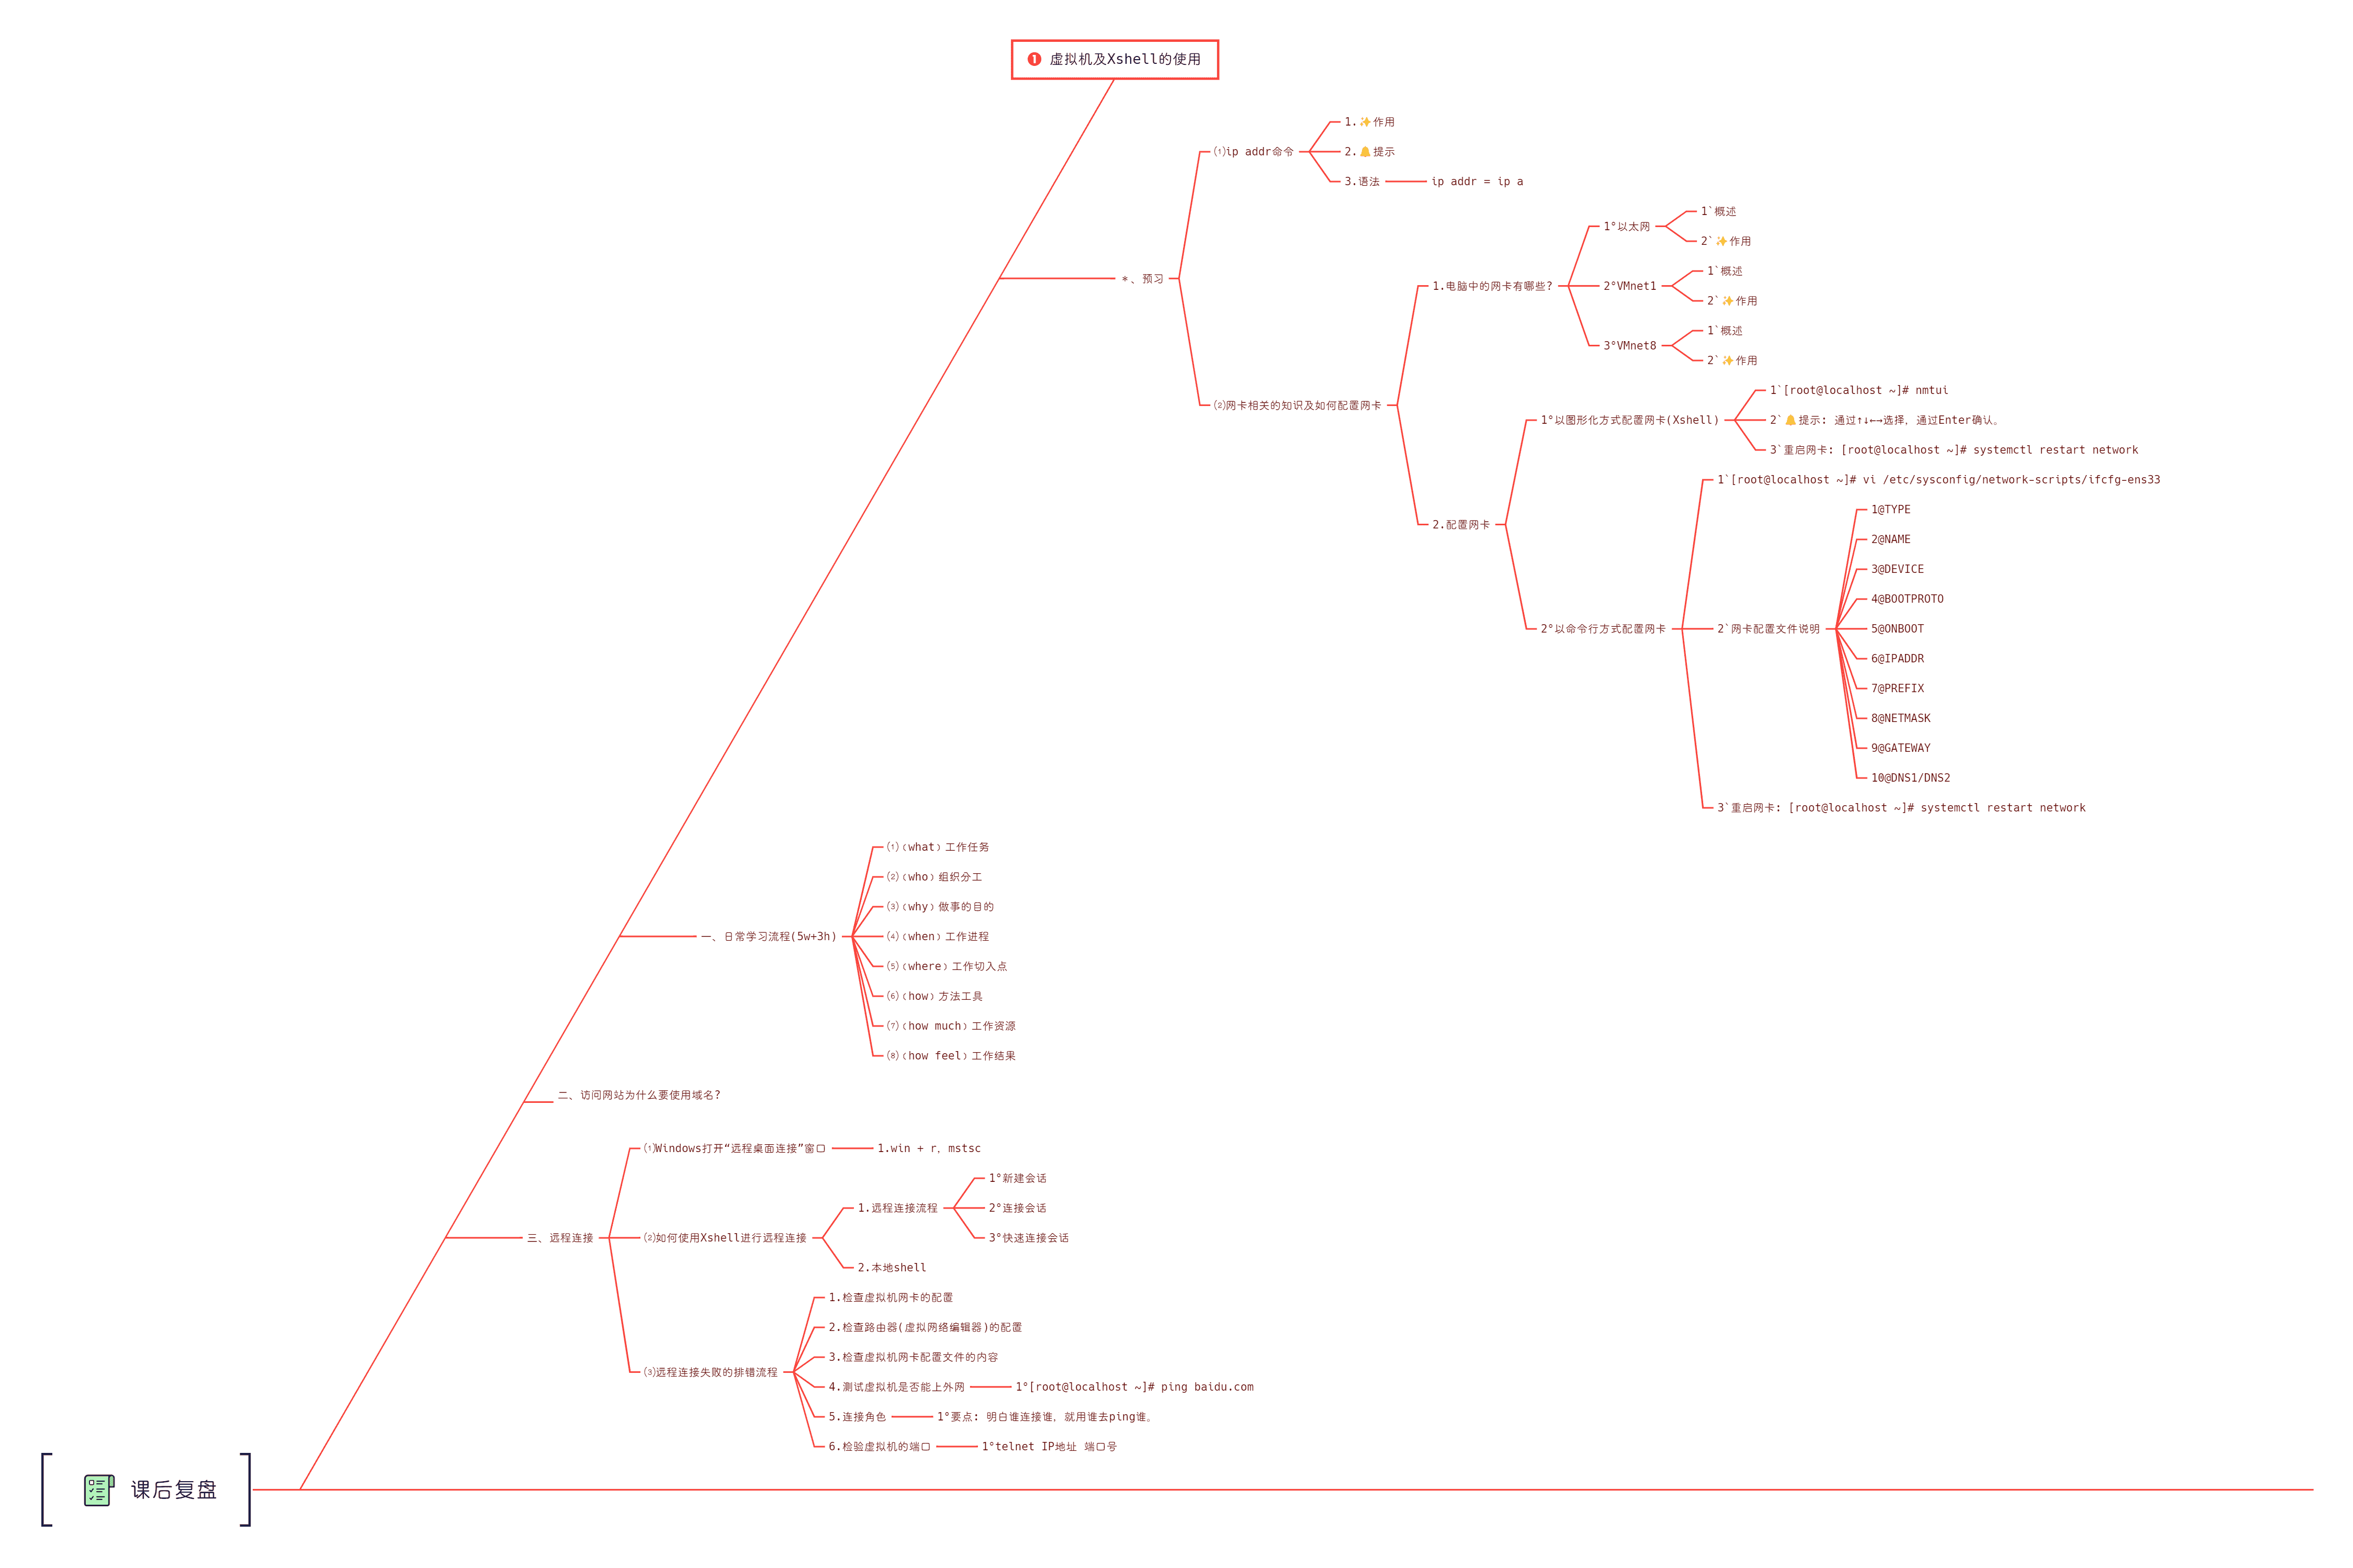 ❶ 虚拟机及Xshell的使用
*、预习
⑴ip addr命令
1.✨作用
2.🔔提示
3.语法
ip addr = ip a
⑵网卡相关的知识及如何配置网卡
1.电脑中的网卡有哪些?
1°以太网
1`概述
2`✨作用
2°VMnet1
1`概述
2`✨作用
3°VMnet8
1`概述
2`✨作用
2.配置网卡
1°以图形化方式配置网卡(Xshell)
1`[root@localhost ~]# nmtui
2`🔔提示: 通过↑↓←→选择，通过Enter确认。
3`重启网卡: [root@localhost ~]# systemctl restart network
2°以命令行方式配置网卡
1`[root@localhost ~]# vi /etc/sysconfig/network-scripts/ifcfg-ens33
2`网卡配置文件说明
1@TYPE
2@NAME
3@DEVICE
4@BOOTPROTO
5@ONBOOT
6@IPADDR
7@PREFIX
8@NETMASK
9@GATEWAY
10@DNS1/DNS2
3`重启网卡: [root@localhost ~]# systemctl restart network
一、日常学习流程(5w+3h)
⑴（what）工作任务
⑵（who）组织分工
⑶（why）做事的目的
⑷（when）工作进程
⑸（where）工作切入点
⑹（how）方法工具
⑺（how much）工作资源
⑻（how feel）工作结果
二、访问网站为什么要使用域名?
三、远程连接
⑴Windows打开“远程桌面连接”窗口
1.win + r，mstsc
⑵如何使用Xshell进行远程连接
1.远程连接流程
1°新建会话
2°连接会话
3°快速连接会话
2.本地shell
⑶远程连接失败的排错流程
1.检查虚拟机网卡的配置
2.检查路由器(虚拟网络编辑器)的配置
3.检查虚拟机网卡配置文件的内容
4.测试虚拟机是否能上外网
1°[root@localhost ~]# ping baidu.com
5.连接角色
1°要点: 明白谁连接谁，就用谁去ping谁。
6.检验虚拟机的端口
1°telnet IP地址 端口号
课后复盘